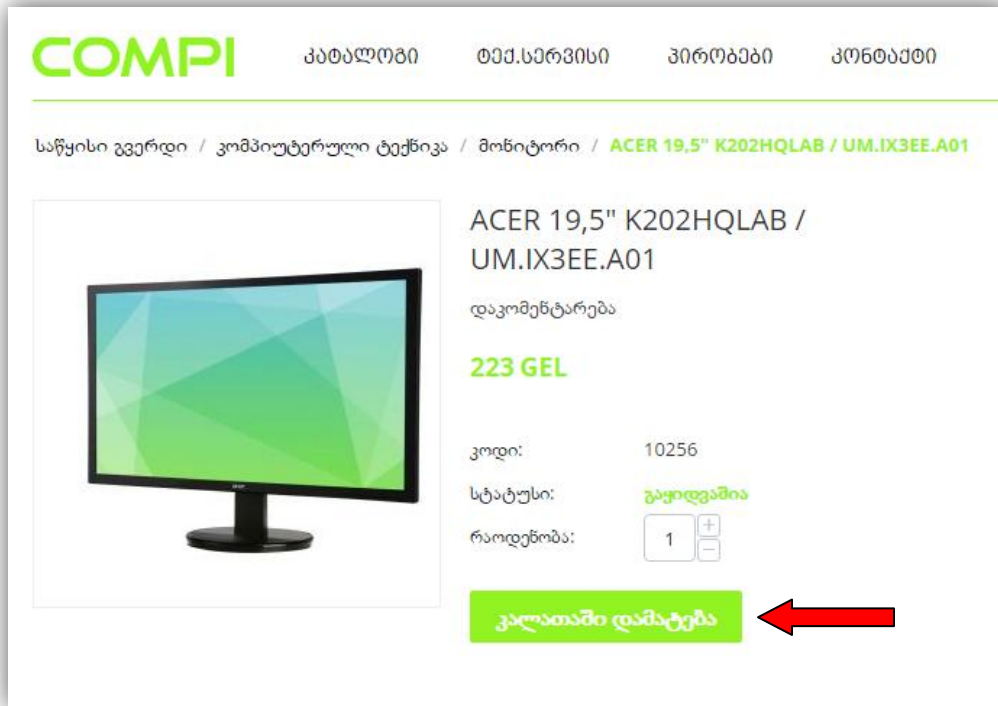 COMPI
კატალოგი ტექ.სერვისი პირობები კონტაქტი
საწყისი გვერდი / კომპიუტერული ტექნიკა / მონიტორი / ACER 19,5" K202HQLAB / UM.IX3EE.A01
ACER 19,5" K202HQLAB /
UM.IX3EE.A01
დაკომენტარება
223 GEL
კოდი: 10256
სტატუსი: გაყიდვაშია
რაოდენობა: 1 + −
კალათაში დამატება